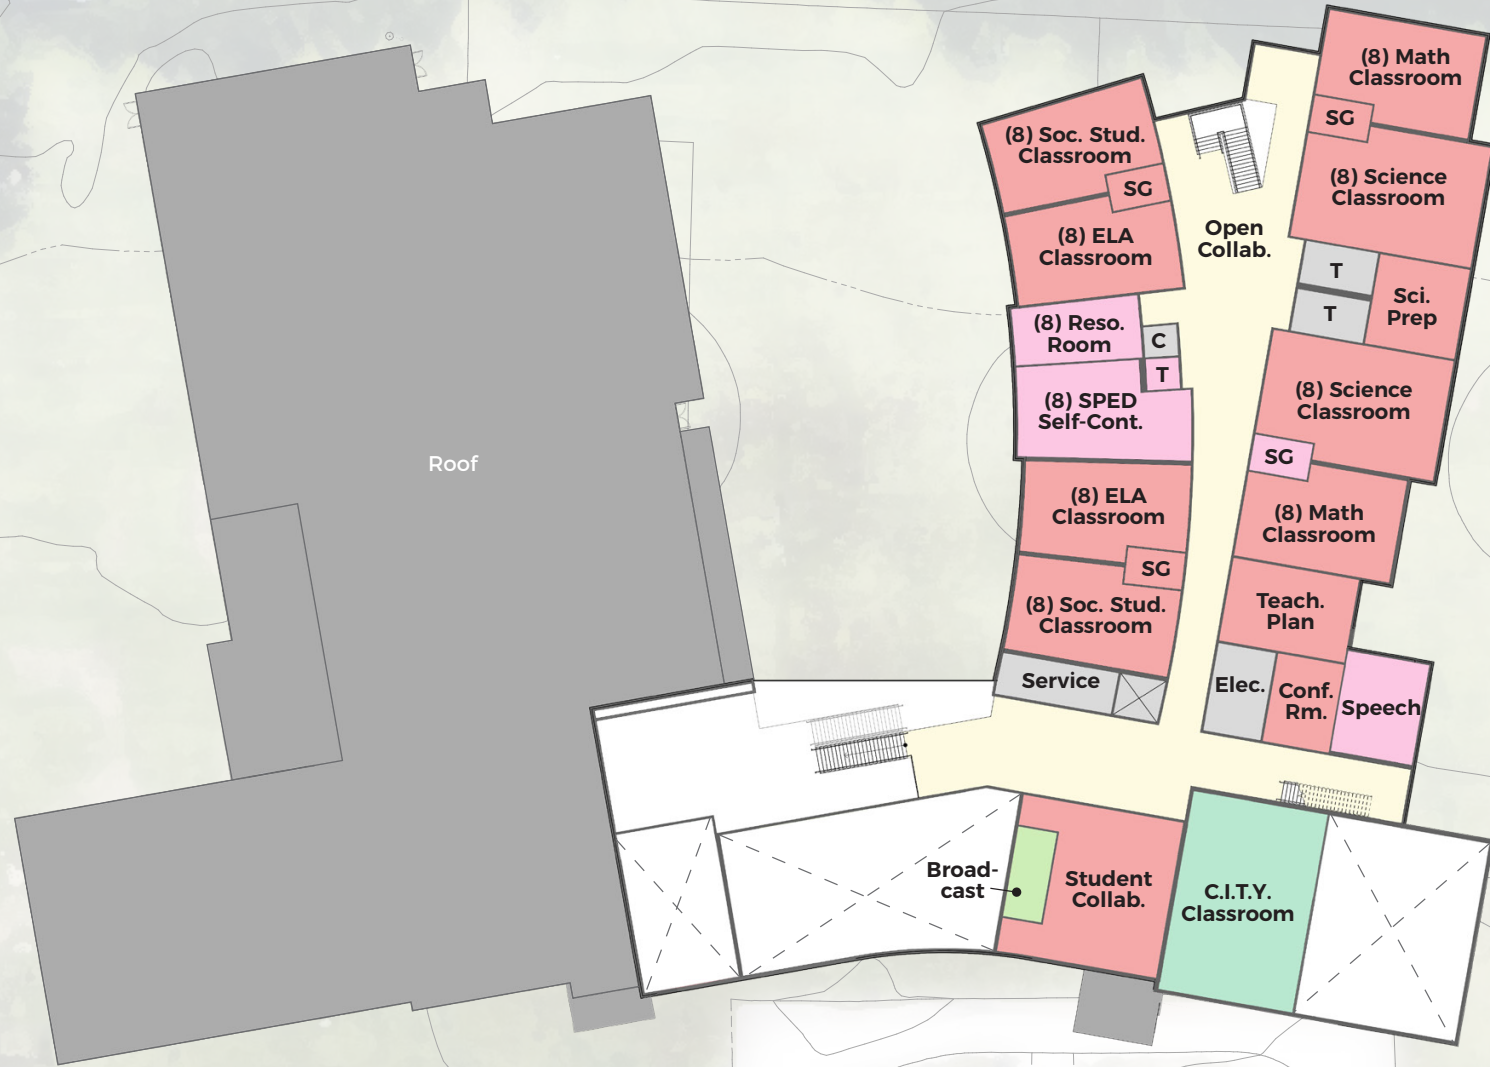 (8) Math
Classroom
SG
(8) Soc. Stud.
Classroom
SG
(8) Science
Classroom
(8) ELA
Classroom
Open
Collab.
T
T
Sci.
Prep
(8) Reso.
Room
C
T
(8) SPED
Self-Cont.
(8) Science
Classroom
SG
Roof
(8) ELA
Classroom
(8) Math
Classroom
SG
(8) Soc. Stud.
Classroom
Teach.
Plan
Service
Elec.
Conf.
Rm.
Speech
Broad-
cast
Student
Collab.
C.I.T.Y.
Classroom